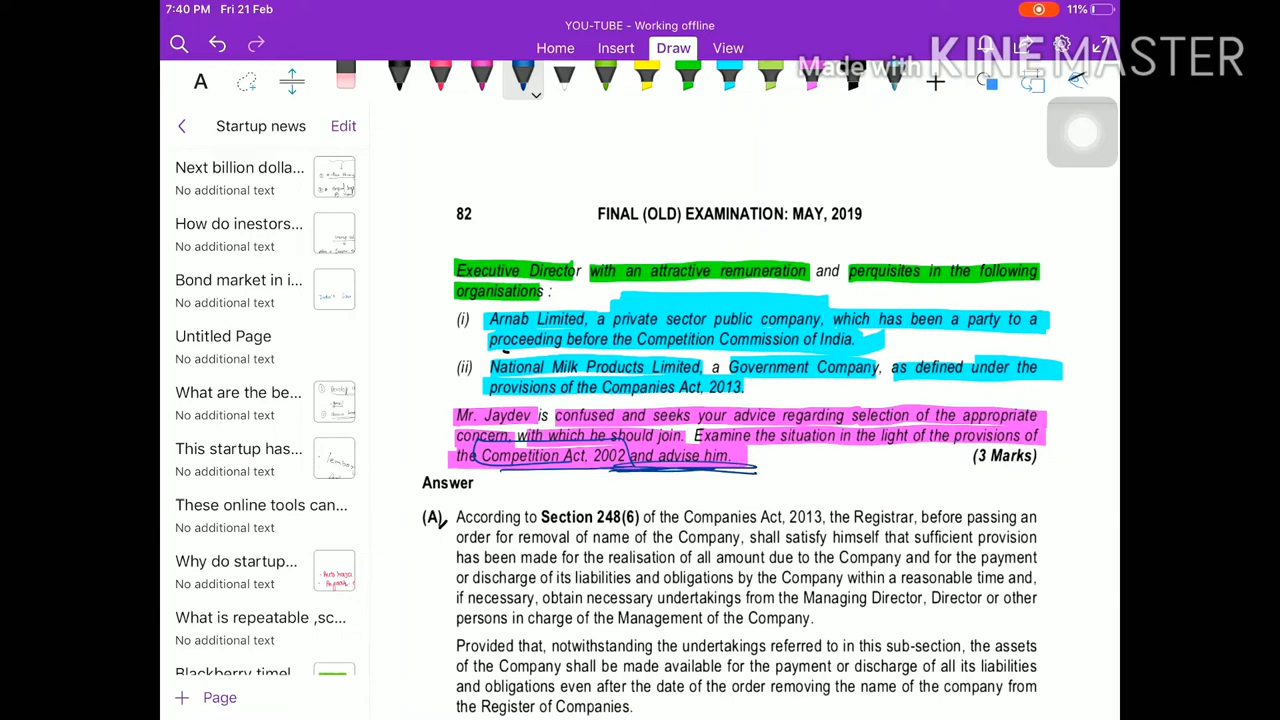 7:40 PM Fri 21 Feb
11%
YOU-TUBE - Working offline
Home Insert Draw View
Made with KINEMASTER
A
Startup news
Edit
Next billion dolla...
No additional text
How do inestors...
No additional text
Bond market in i...
No additional text
Untitled Page
What are the be...
No additional text
This startup has...
No additional text
These online tools can...
No additional text
Why do startup...
No additional text
What is repeatable ,sc...
No additional text
Blackberry timel
+ Page
82 FINAL (OLD) EXAMINATION: MAY, 2019
Executive Director with an attractive remuneration and perquisites in the following
organisations :
(i) Arnab Limited, a private sector public company, which has been a party to a
proceeding before the Competition Commission of India.
(ii) National Milk Products Limited, a Government Company, as defined under the
provisions of the Companies Act, 2013.
Mr. Jaydev is confused and seeks your advice regarding selection of the appropriate
concern, with which he should join. Examine the situation in the light of the provisions of
the Competition Act, 2002 and advise him. (3 Marks)
Answer
(A) According to Section 248(6) of the Companies Act, 2013, the Registrar, before passing an
order for removal of name of the Company, shall satisfy himself that sufficient provision
has been made for the realisation of all amount due to the Company and for the payment
or discharge of its liabilities and obligations by the Company within a reasonable time and,
if necessary, obtain necessary undertakings from the Managing Director, Director or other
persons in charge of the Management of the Company.
Provided that, notwithstanding the undertakings referred to in this sub-section, the assets
of the Company shall be made available for the payment or discharge of all its liabilities
and obligations even after the date of the order removing the name of the company from
the Register of Companies.